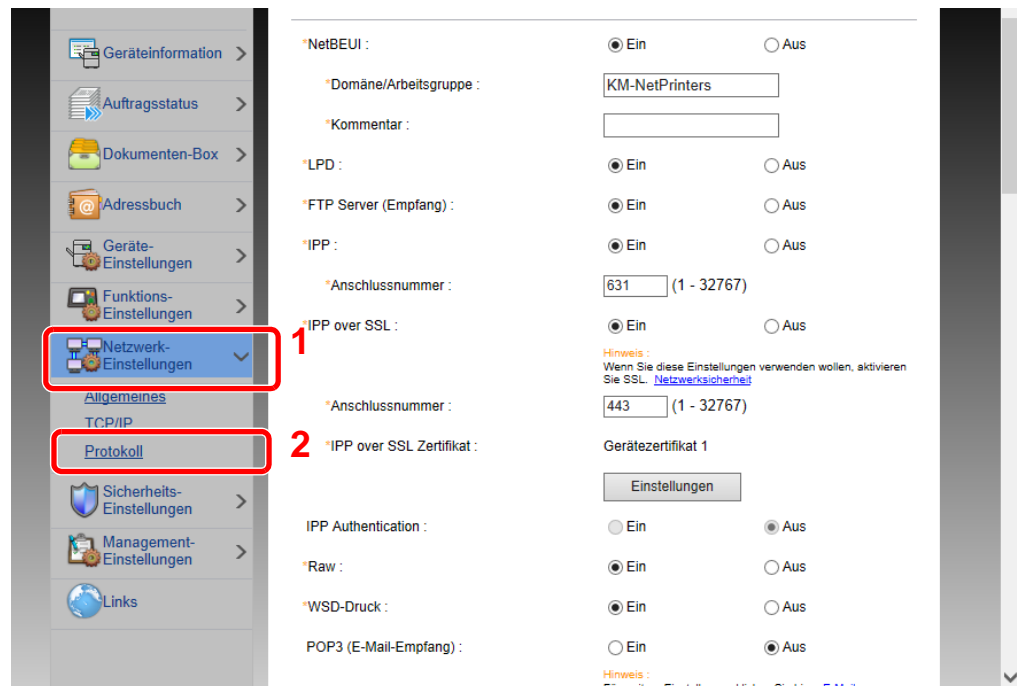 Geräteinformation
Auftragsstatus
Dokumenten-Box
Adressbuch
Geräte-
Einstellungen
Funktions-
Einstellungen
Netzwerk-
Einstellungen
1
Allgemeines
TCP/IP
Protokoll
2
Sicherheits-
Einstellungen
Management-
Einstellungen
Links
*NetBEUI : Ein Aus
*Domäne/Arbeitsgruppe : KM-NetPrinters
*Kommentar :
*LPD : Ein Aus
*FTP Server (Empfang) : Ein Aus
*IPP : Ein Aus
*Anschlussnummer : 631 (1 - 32767)
*IPP over SSL : Ein Aus
Hinweis :
Wenn Sie diese Einstellungen verwenden wollen, aktivieren
Sie SSL. Netzwerksicherheit
*Anschlussnummer : 443 (1 - 32767)
*IPP over SSL Zertifikat : Gerätezertifikat 1
Einstellungen
IPP Authentication : Ein Aus
*Raw : Ein Aus
*WSD-Druck : Ein Aus
POP3 (E-Mail-Empfang) : Ein Aus
Hinweis :